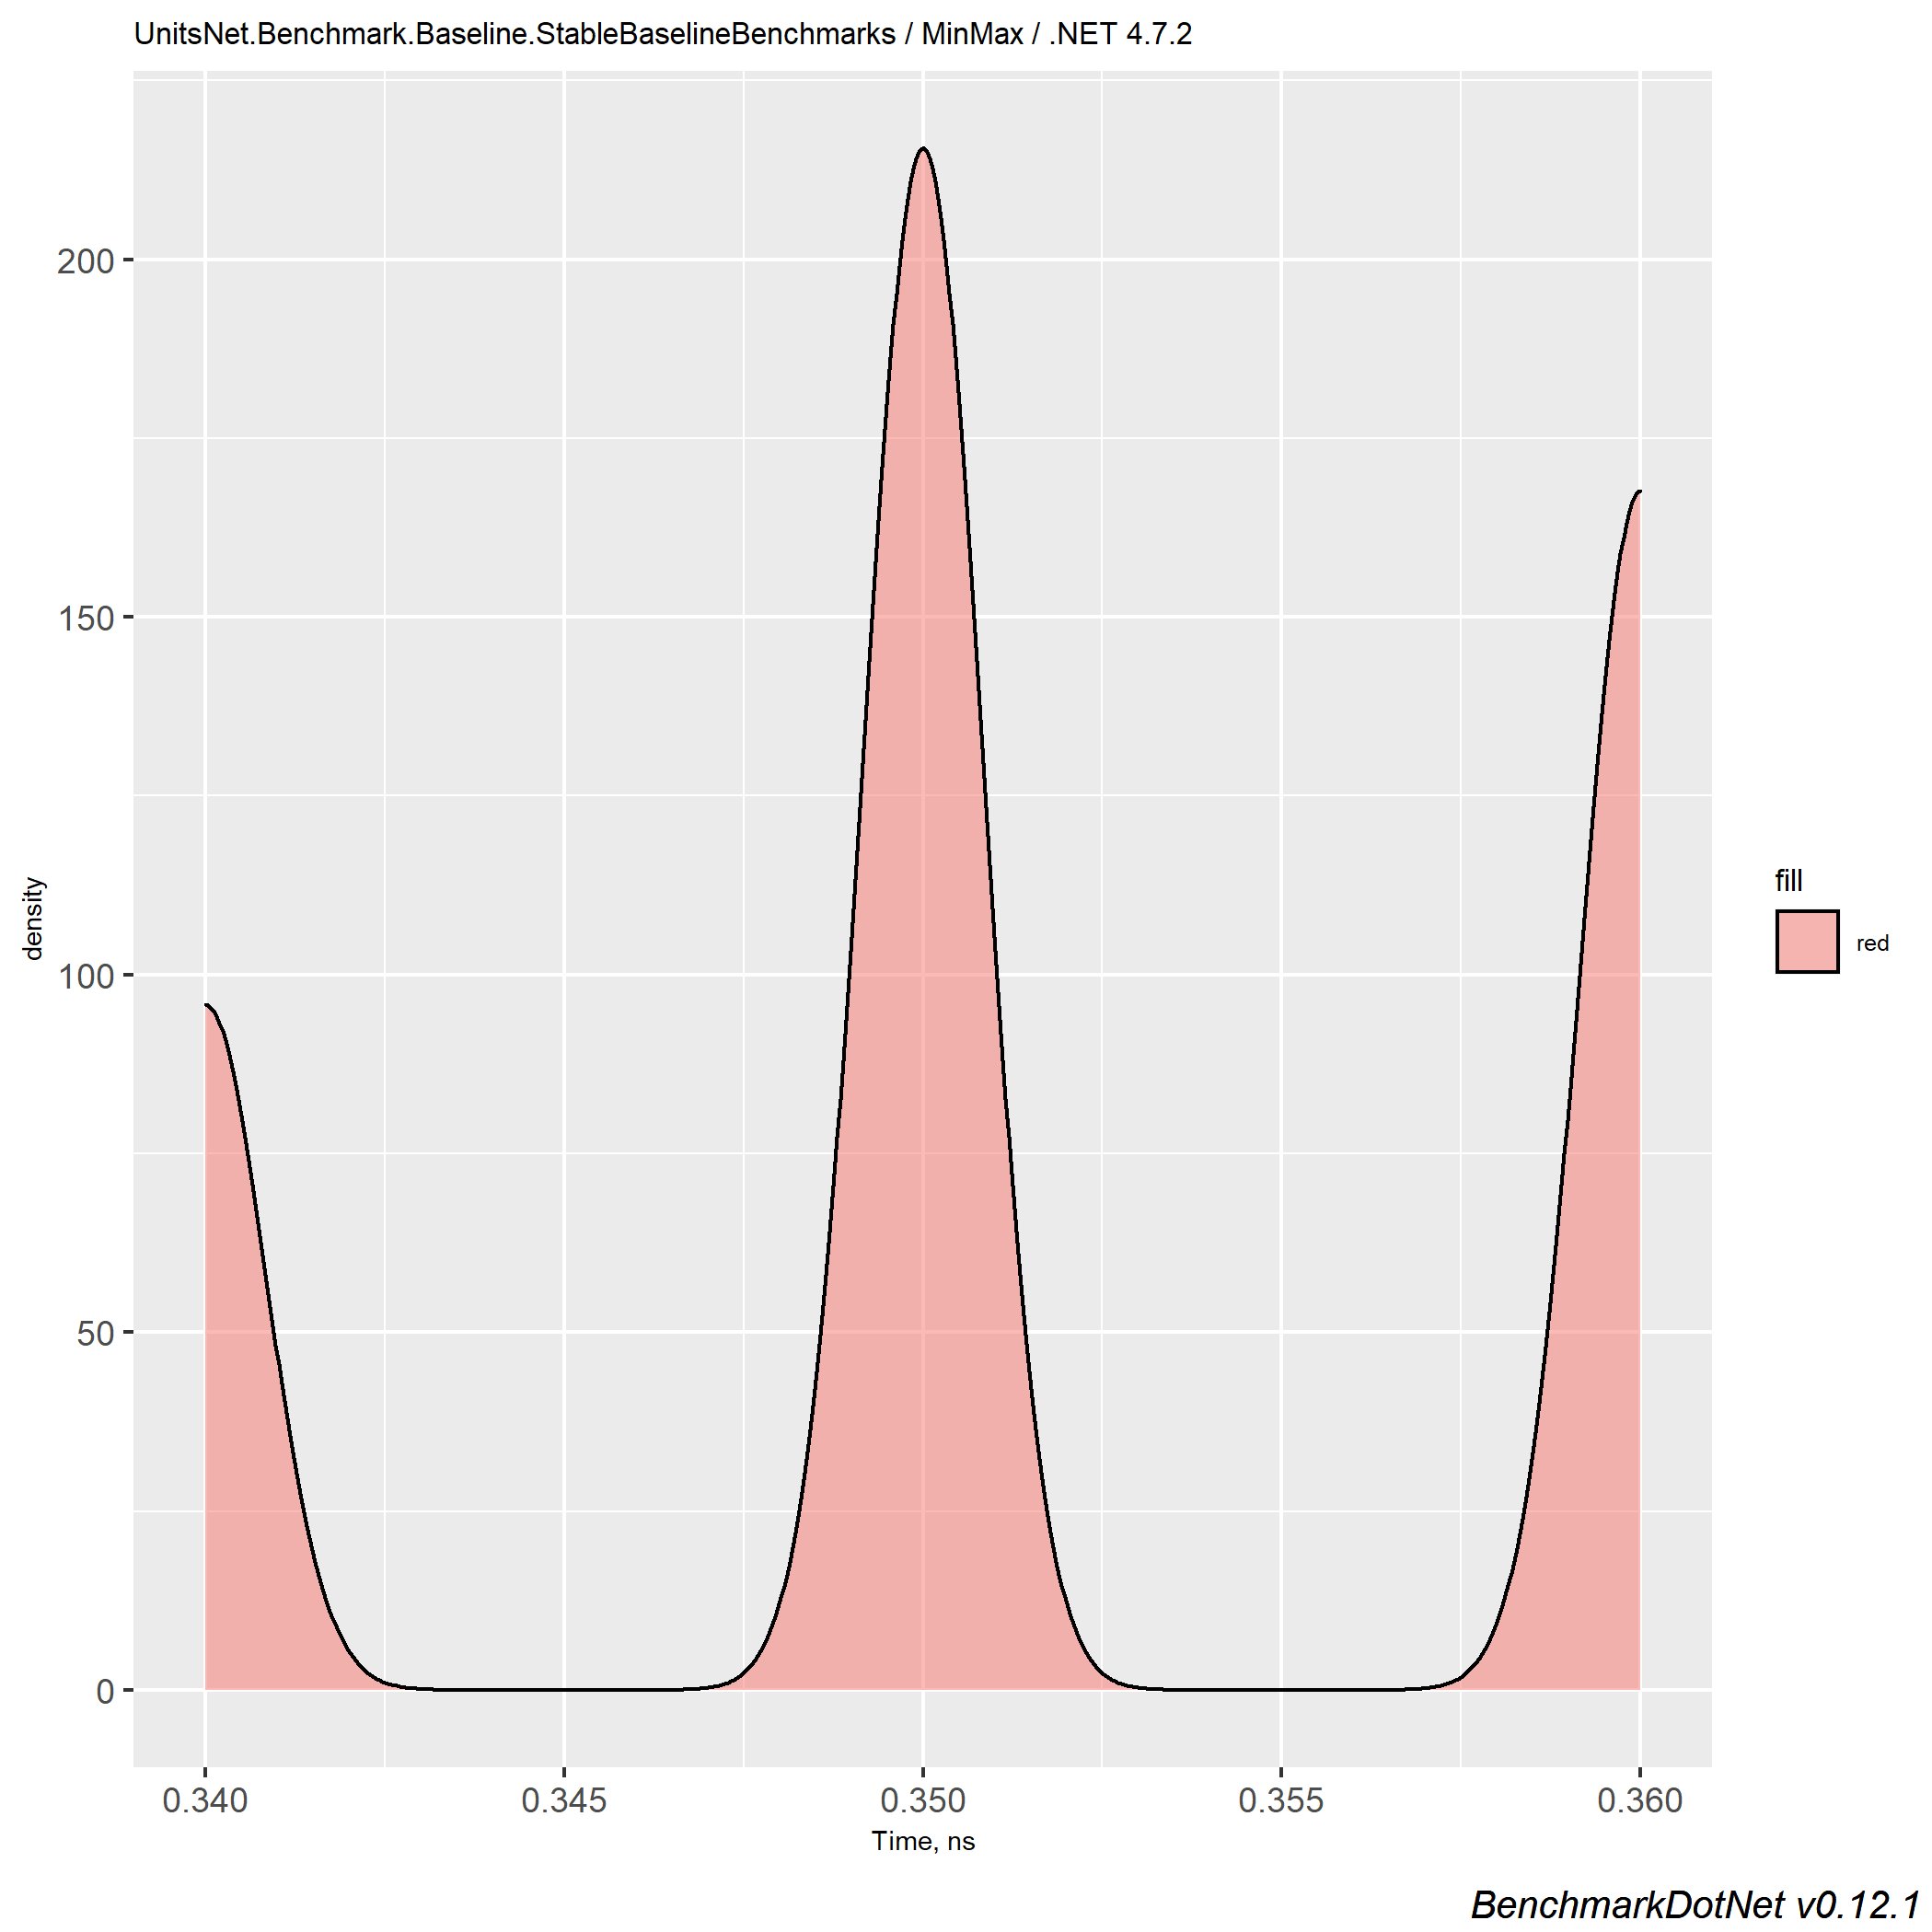 UnitsNet.Benchmark.Baseline.StableBaselineBenchmarks / MinMax / .NET 4.7.2
density
200
150
100
50
0
0.340 0.345 0.350 0.355 0.360
Time, ns
fill
red
BenchmarkDotNet v0.12.1